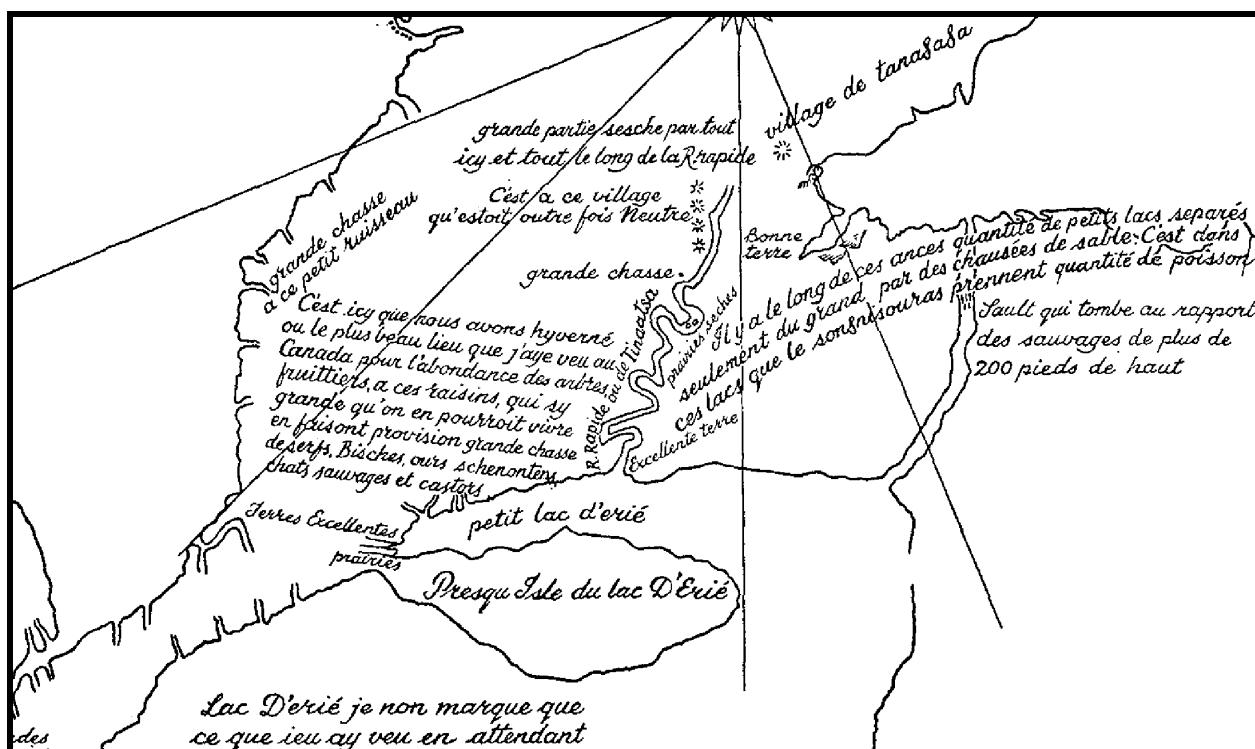 village de tana8a8a
grande partie sesche par tout
icy et tout le long de la R. rapide
C'est a ce village
qu'estoit outre fois Neutre
grande chasse
a ce petit ruisseau
grande chasse.
Bonne
terre
Il y a le long de ces ances quantité de petits lacs separés
seulement du grand par des chausées de sable. C'est dans
ces lacs que le son8nisouras prennent quantité de poisson
Sault qui tombe au rapport
des sauvages de plus de
200 pieds de haut
C'est icy que nous avons hyverné
ou le plus beau lieu que j'aye veu au
Canada pour l'abondance des arbres
fruittiers, a ces raisins, qui sy
grande qu'on en pourroit vivre
en faisont provision grande chasse
de serfs, Bisches, ours schenontens,
chats sauvages et castors
R. Rapide ou de Tinaatsa
prairies seches
Excellente terre
Terres Excellentes
prairies
petit lac d'erié
Presqu Isle du lac D'Erié
Lac D'erié je non marque que
ce que ieu ay veu en attendant
des